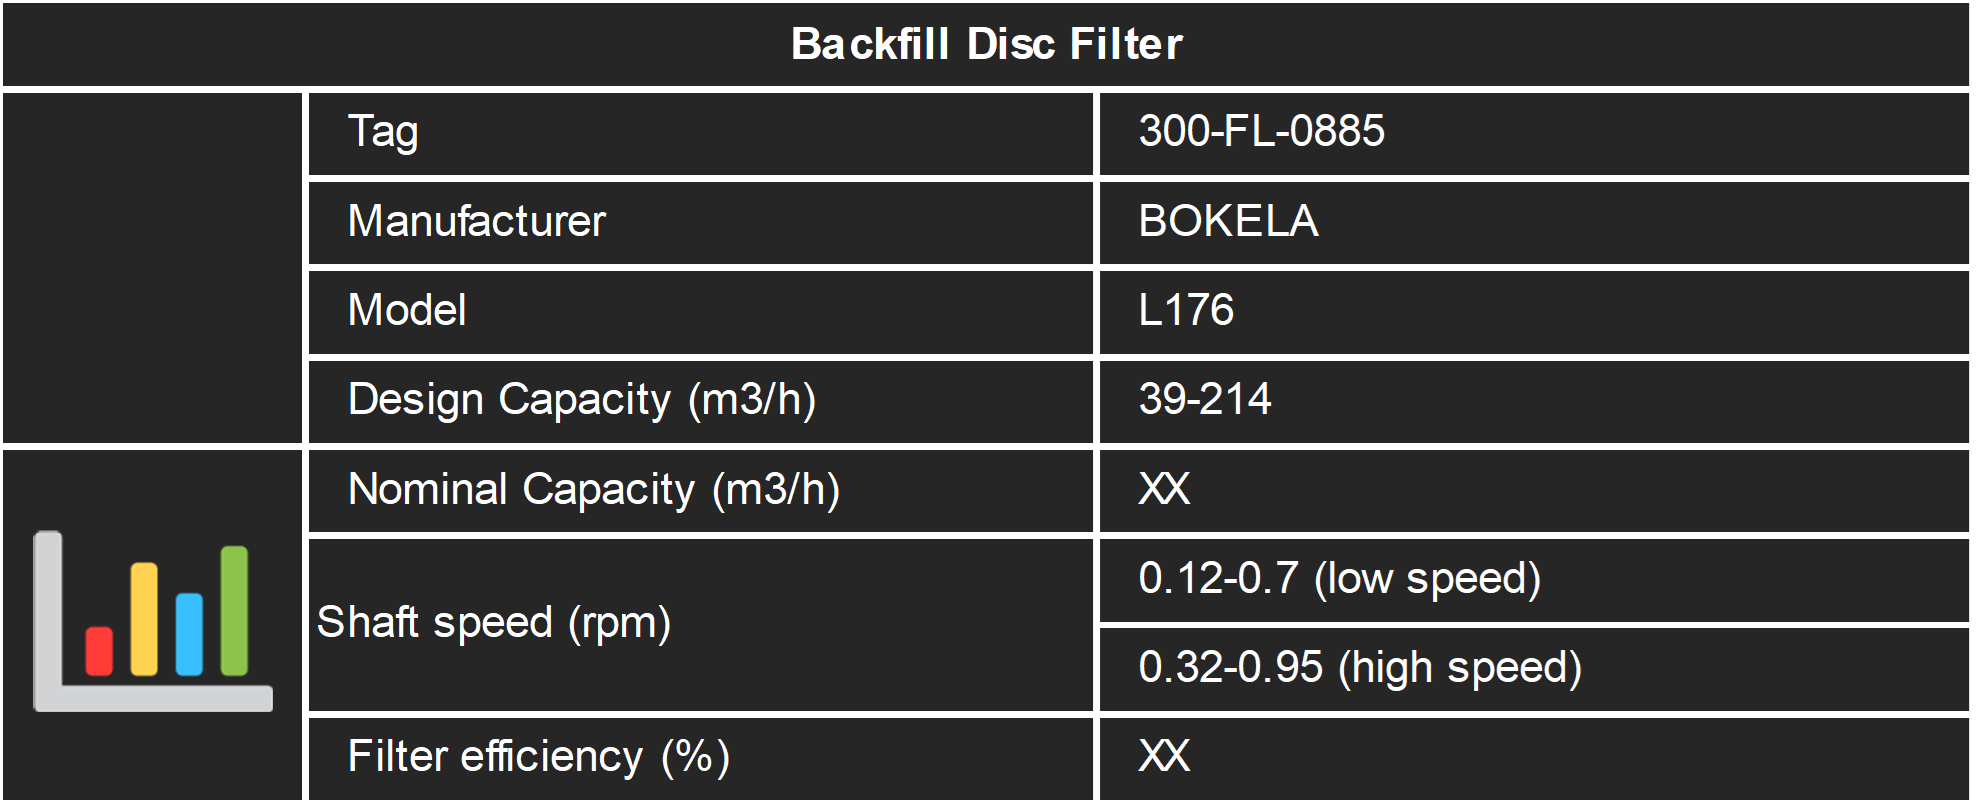 Backfill Disc Filter
Tag 300-FL-0885
Manufacturer BOKELA
Model L176
Design Capacity (m3/h) 39-214
Nominal Capacity (m3/h) XX
Shaft speed (rpm) 0.12-0.7 (low speed)
0.32-0.95 (high speed)
Filter efficiency (%) XX